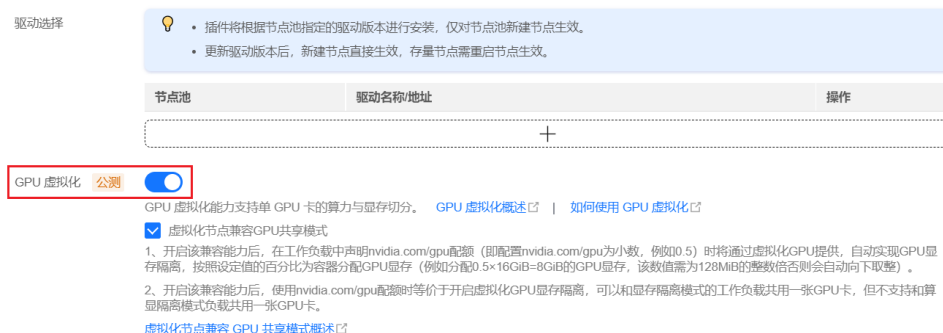 驱动选择
• 插件将根据节点池指定的驱动版本进行安装，仅对节点池新建节点生效。
• 更新驱动版本后，新建节点直接生效，存量节点需重启节点生效。
节点池 驱动名称/地址 操作
GPU 虚拟化 公测
GPU 虚拟化能力支持单 GPU 卡的算力与显存切分。 GPU 虚拟化概述 | 如何使用 GPU 虚拟化
虚拟化节点兼容GPU共享模式
1、开启该兼容能力后，在工作负载中声明nvidia.com/gpu配额（即配置nvidia.com/gpu为小数，例如0.5）时将通过虚拟化GPU提供，自动实现GPU显
存隔离，按照设定值的百分比为容器分配GPU显存（例如分配0.5×16GiB=8GiB的GPU显存，该数值需为128MiB的整数倍否则会自动向下取整）。
2、开启该兼容能力后，使用nvidia.com/gpu配额时等价于开启虚拟化GPU显存隔离，可以和显存隔离模式的工作负载共用一张GPU卡，但不支持和算
显隔离模式负载共用一张GPU卡。
虚拟化节点兼容 GPU 共享模式概述